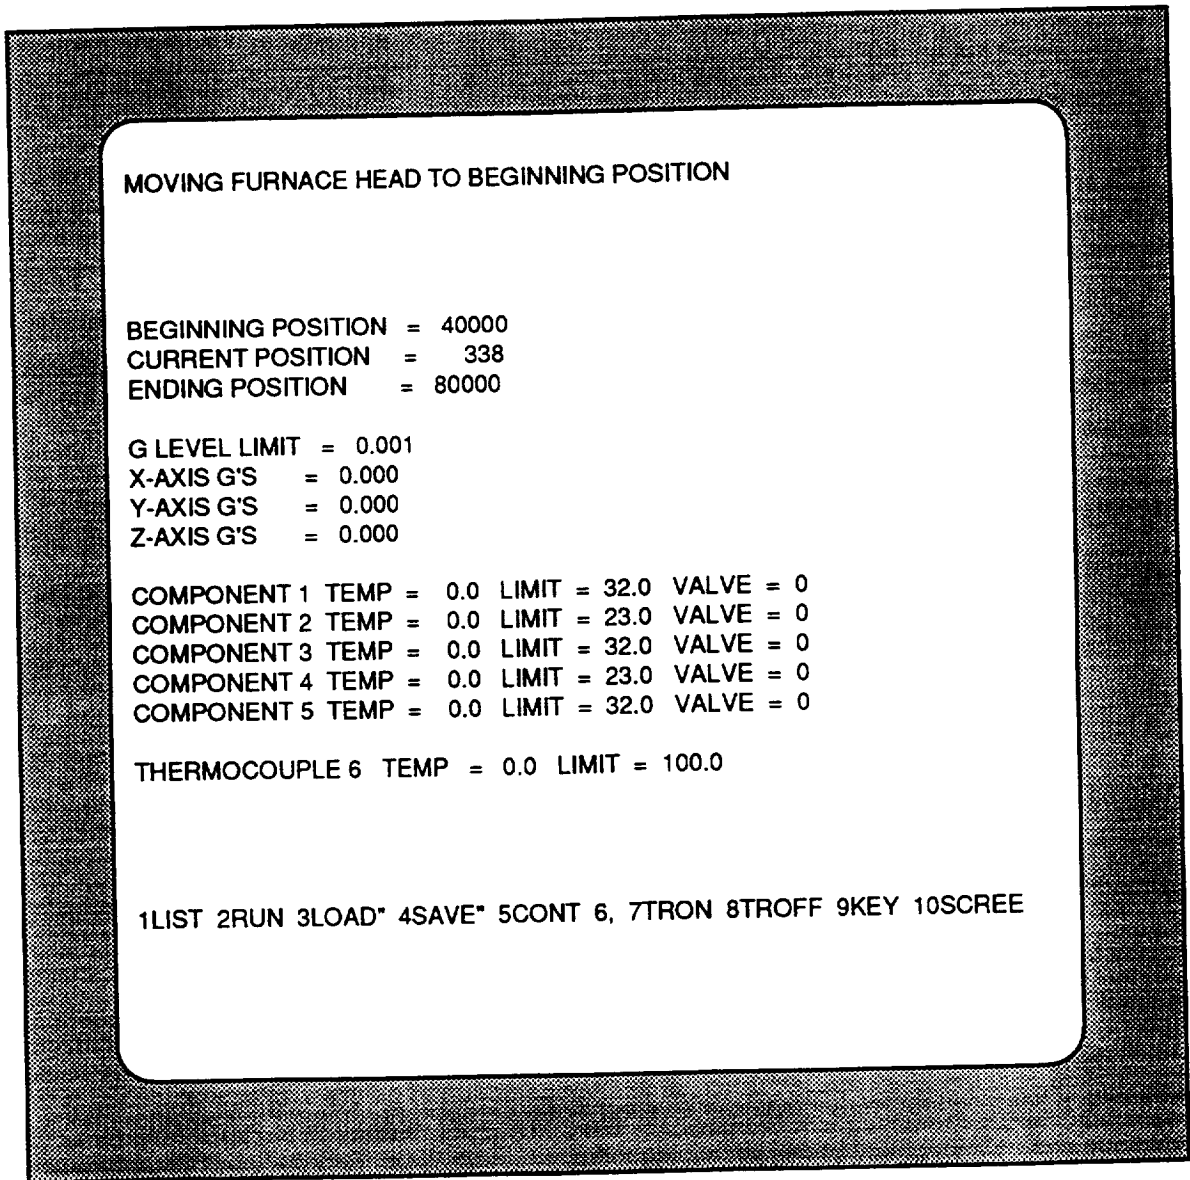 MOVING FURNACE HEAD TO BEGINNING POSITION
BEGINNING POSITION = 40000
CURRENT POSITION = 338
ENDING POSITION = 80000
G LEVEL LIMIT = 0.001
X-AXIS G'S = 0.000
Y-AXIS G'S = 0.000
Z-AXIS G'S = 0.000
COMPONENT 1 TEMP = 0.0 LIMIT = 32.0 VALVE = 0
COMPONENT 2 TEMP = 0.0 LIMIT = 23.0 VALVE = 0
COMPONENT 3 TEMP = 0.0 LIMIT = 32.0 VALVE = 0
COMPONENT 4 TEMP = 0.0 LIMIT = 23.0 VALVE = 0
COMPONENT 5 TEMP = 0.0 LIMIT = 32.0 VALVE = 0
THERMOCOUPLE 6 TEMP = 0.0 LIMIT = 100.0
1LIST 2RUN 3LOAD" 4SAVE" 5CONT 6, 7TRON 8TROFF 9KEY 10SCREE